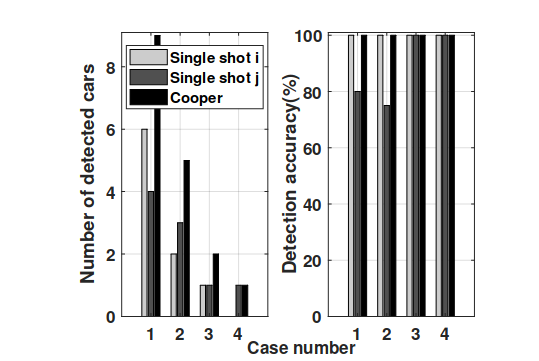 Number of detected cars
8
6
4
2
0
1 2 3 4
Single shot i
Single shot j
Cooper
Detection accuracy(%)
100
80
60
40
20
0
1 2 3 4
Case number